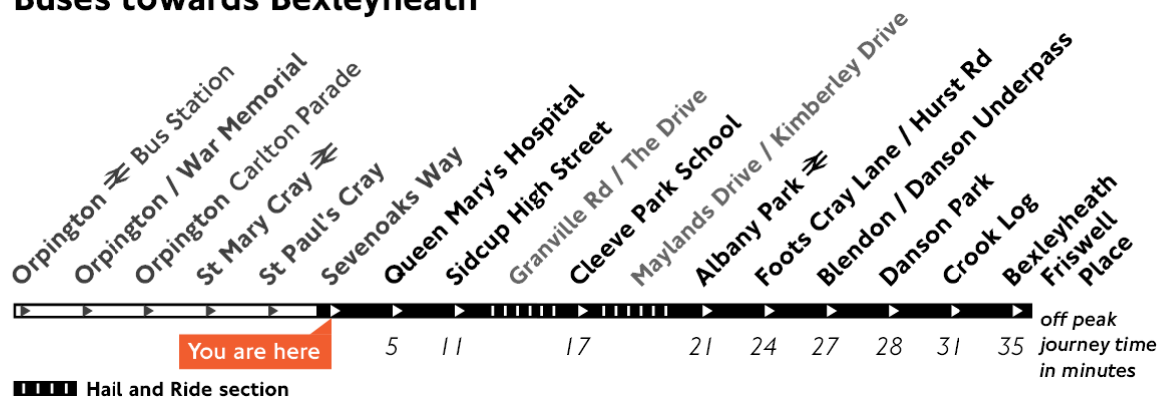 Buses towards Bexleyheath
Orpington Bus Station
Orpington / War Memorial
Orpington Carlton Parade
St Mary Cray
St Paul's Cray
Sevenoaks Way
Queen Mary's Hospital
Sidcup High Street
Granville Rd / The Drive
Cleeve Park School
Maylands Drive / Kimberley Drive
Albany Park
Foots Cray Lane / Hurst Rd
Blendon / Danson Underpass
Danson Park
Crook Log
Bexleyheath
Friswell
Place
You are here
5 11 17 21 24 27 28 31 35
off peak
journey time
in minutes
Hail and Ride section